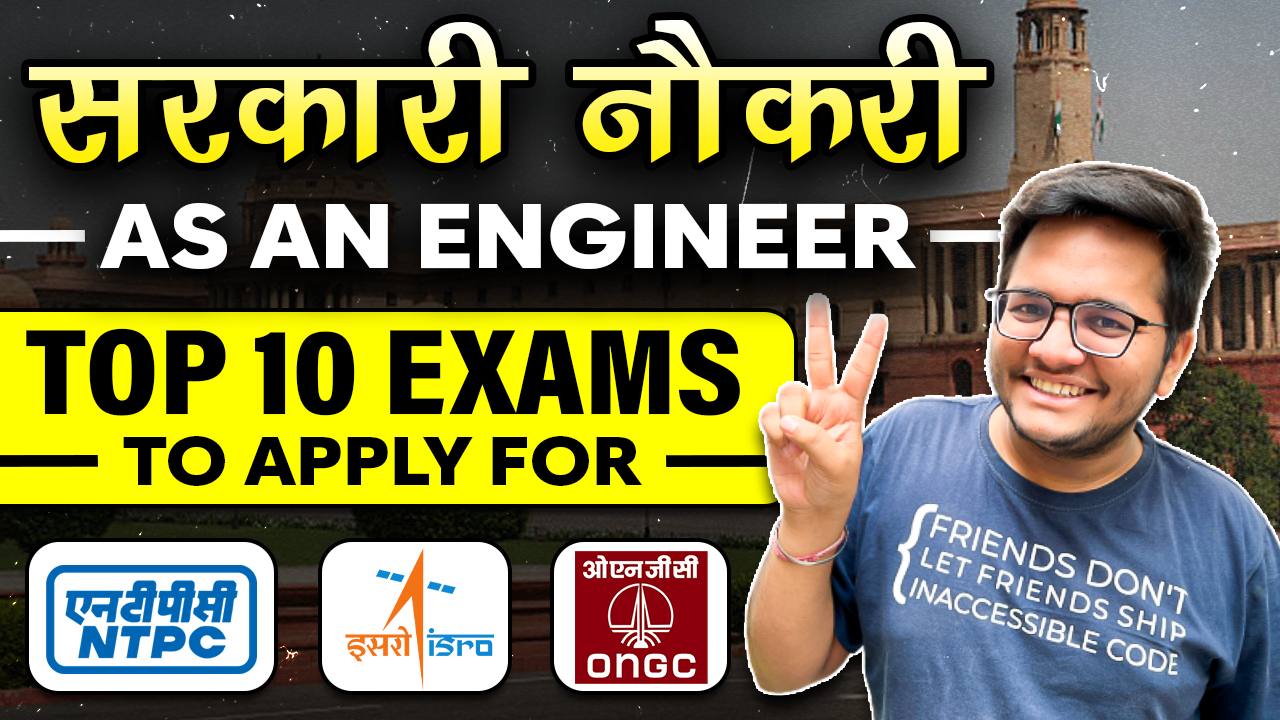 सरकारी नौकरी
AS AN ENGINEER
TOP 10 EXAMS
TO APPLY FOR
एनटीपीसी
NTPC
इसरो isro
ओएनजीसी
ongc
{FRIENDS DON'T
LET FRIENDS SHIP
INACCESSIBLE CODE